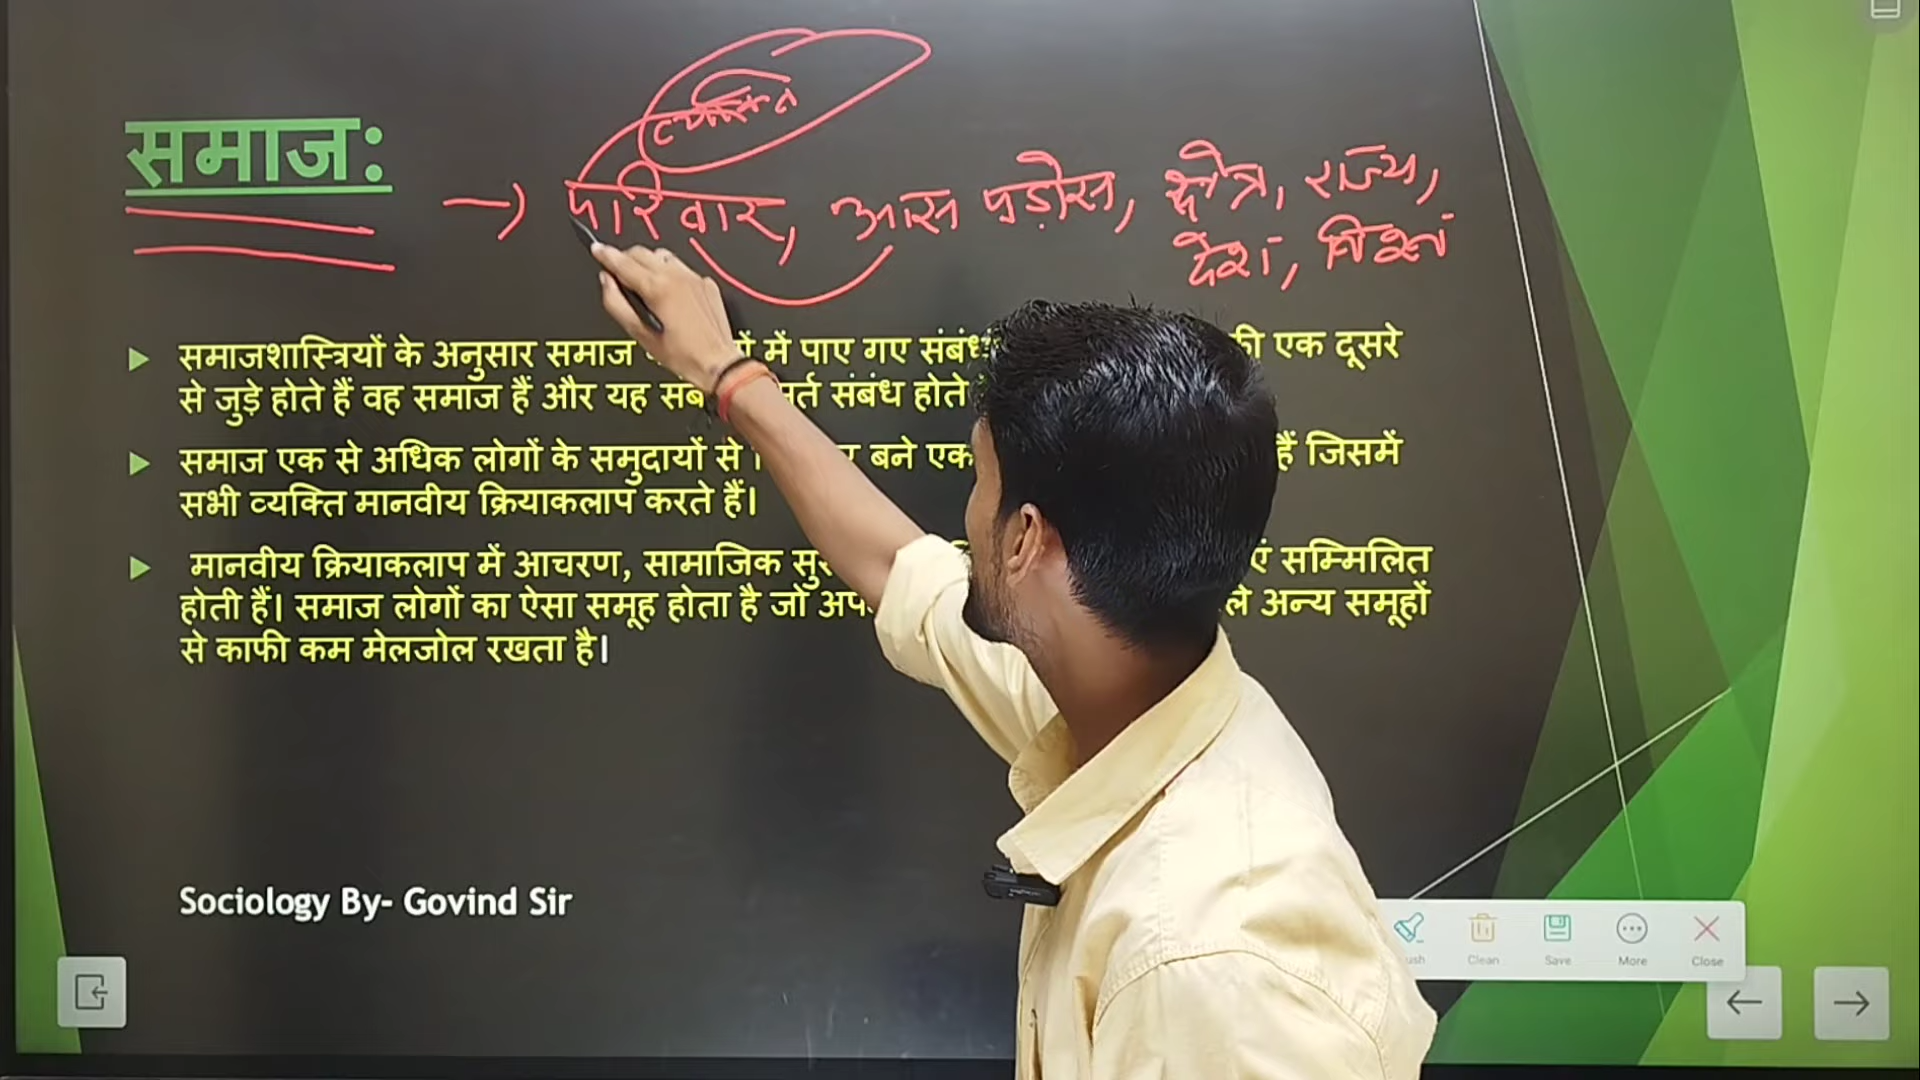 व्यक्ति
समाज:
→ परिवार, आस पड़ोस, क्षेत्र, राज्य,
देश, विश्व
समाजशास्त्रियों के अनुसार समाज में पाए गए एक दूसरे
से जुड़े होते हैं वह समाज हैं और यह संबंध होते
समाज एक से अधिक लोगों के समुदायों से बने एक हैं जिसमें
सभी व्यक्ति मानवीय क्रियाकलाप करते हैं।
मानवीय क्रियाकलाप में आचरण, सामाजिक सम्मिलित
होती हैं। समाज लोगों का ऐसा समूह होता है जो अन्य समूहों
से काफी कम मेलजोल रखता है।
Sociology By- Govind Sir
Clean Save More Close